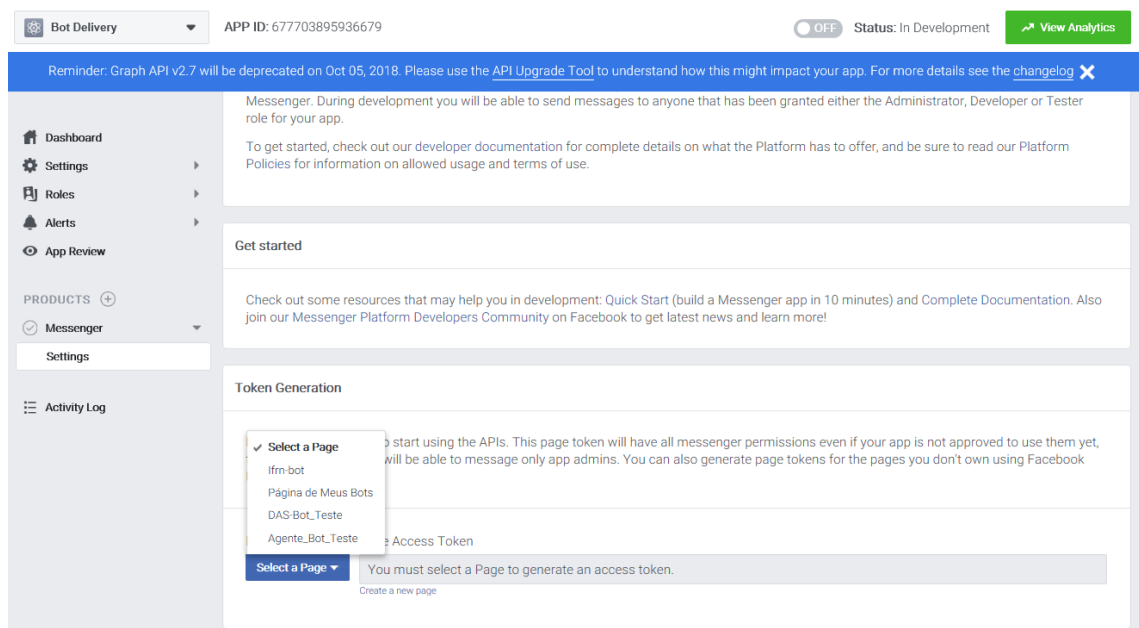 Bot Delivery
APP ID: 677703895936679
OFF
Status: In Development
View Analytics
Reminder: Graph API v2.7 will be deprecated on Oct 05, 2018. Please use the API Upgrade Tool to understand how this might impact your app. For more details see the changelog
Messenger. During development you will be able to send messages to anyone that has been granted either the Administrator, Developer or Tester
role for your app.
To get started, check out our developer documentation for complete details on what the Platform has to offer, and be sure to read our Platform
Policies for information on allowed usage and terms of use.
Dashboard
Settings
Roles
Alerts
App Review
PRODUCTS
Messenger
Settings
Activity Log
Get started
Check out some resources that may help you in development: Quick Start (build a Messenger app in 10 minutes) and Complete Documentation. Also
join our Messenger Platform Developers Community on Facebook to get latest news and learn more!
Token Generation
start using the APIs. This page token will have all messenger permissions even if your app is not approved to use them yet,
will be able to message only app admins. You can also generate page tokens for the pages you don't own using Facebook
Select a Page
Ifrn-bot
Página de Meus Bots
DAS-Bot_Teste
Agente_Bot_Teste
Access Token
Select a Page
You must select a Page to generate an access token.
Create a new page